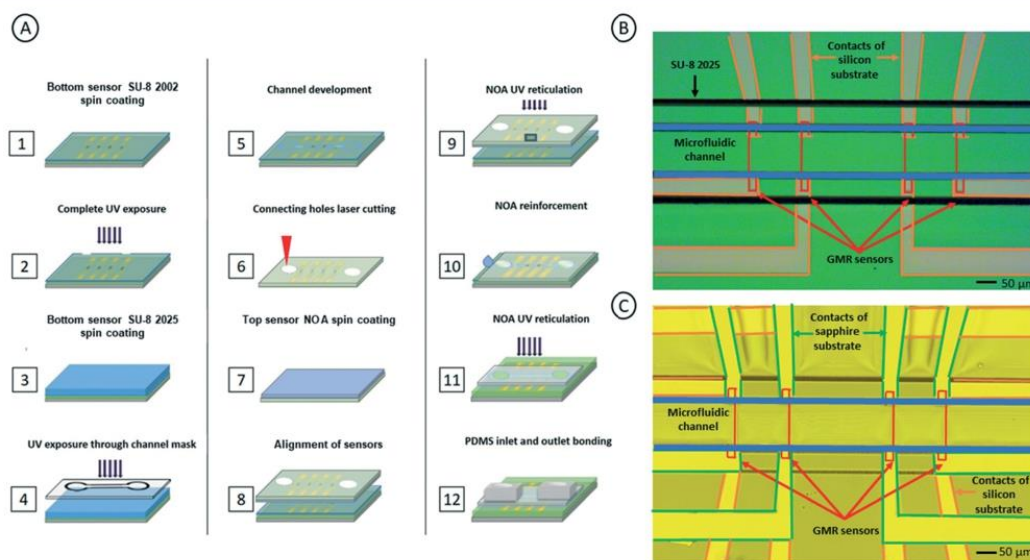 A
Bottom sensor SU-8 2002
spin coating
1
Complete UV exposure
2
Bottom sensor SU-8 2025
spin coating
3
UV exposure through channel mask
4
Channel development
5
Connecting holes laser cutting
6
Top sensor NOA spin coating
7
Alignment of sensors
8
NOA UV reticulation
9
NOA reinforcement
10
NOA UV reticulation
11
PDMS inlet and outlet bonding
12
B
Contacts of
silicon
substrate
SU-8 2025
Microfluidic
channel
GMR sensors
50 µm
C
Contacts of
sapphire
substrate
Microfluidic
channel
Contacts of
silicon
substrate
GMR sensors
50 µm